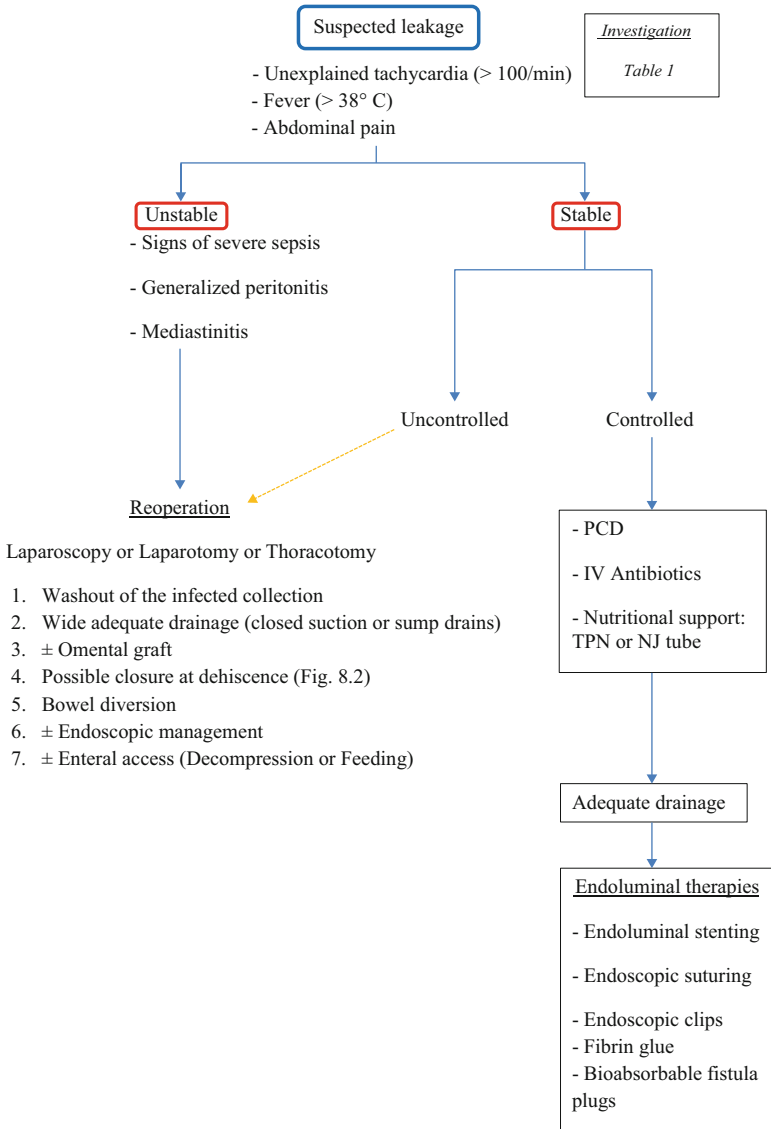 Suspected leakage
Investigation
Table 1
- Unexplained tachycardia (> 100/min)
- Fever (> 38° C)
- Abdominal pain
Unstable
Stable
- Signs of severe sepsis
- Generalized peritonitis
- Mediastinitis
Uncontrolled
Controlled
Reoperation
Laparoscopy or Laparotomy or Thoracotomy
1. Washout of the infected collection
2. Wide adequate drainage (closed suction or sump drains)
3. ± Omental graft
4. Possible closure at dehiscence (Fig. 8.2)
5. Bowel diversion
6. ± Endoscopic management
7. ± Enteral access (Decompression or Feeding)
- PCD
- IV Antibiotics
- Nutritional support:
TPN or NJ tube
Adequate drainage
Endoluminal therapies
- Endoluminal stenting
- Endoscopic suturing
- Endoscopic clips
- Fibrin glue
- Bioabsorbable fistula
plugs